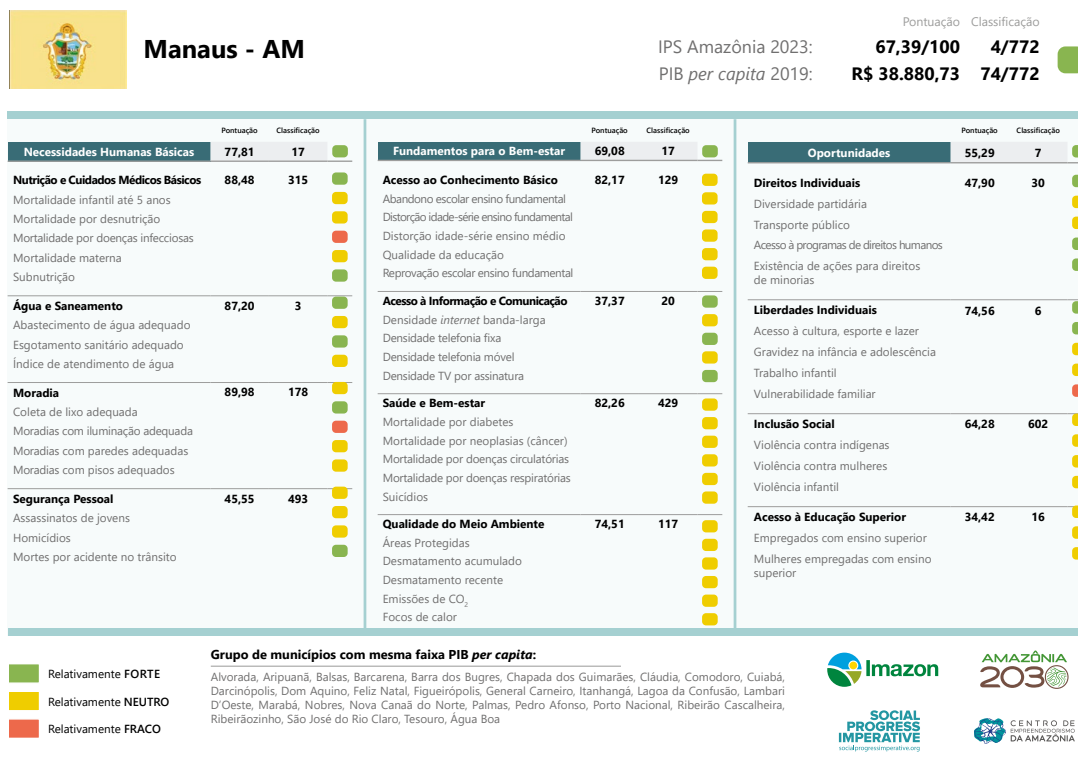 Manaus - AM
Pontuação Classificação
IPS Amazônia 2023: 67,39/100 4/772
PIB per capita 2019: R$ 38.880,73 74/772
Pontuação Classificação
Necessidades Humanas Básicas 77,81 17
Nutrição e Cuidados Médicos Básicos 88,48 315
Mortalidade infantil até 5 anos
Mortalidade por desnutrição
Mortalidade por doenças infecciosas
Mortalidade materna
Subnutrição
Água e Saneamento 87,20 3
Abastecimento de água adequado
Esgotamento sanitário adequado
Índice de atendimento de água
Moradia 89,98 178
Coleta de lixo adequada
Moradias com iluminação adequada
Moradias com paredes adequadas
Moradias com pisos adequados
Segurança Pessoal 45,55 493
Assassinatos de jovens
Homicídios
Mortes por acidente no trânsito
Pontuação Classificação
Fundamentos para o Bem-estar 69,08 17
Acesso ao Conhecimento Básico 82,17 129
Abandono escolar ensino fundamental
Distorção idade-série ensino fundamental
Distorção idade-série ensino médio
Qualidade da educação
Reprovação escolar ensino fundamental
Acesso à Informação e Comunicação 37,37 20
Densidade internet banda-larga
Densidade telefonia fixa
Densidade telefonia móvel
Densidade TV por assinatura
Saúde e Bem-estar 82,26 429
Mortalidade por diabetes
Mortalidade por neoplasias (câncer)
Mortalidade por doenças circulatórias
Mortalidade por doenças respiratórias
Suicídios
Qualidade do Meio Ambiente 74,51 117
Áreas Protegidas
Desmatamento acumulado
Desmatamento recente
Emissões de CO2
Focos de calor
Pontuação Classificação
Oportunidades 55,29 7
Direitos Individuais 47,90 30
Diversidade partidária
Transporte público
Acesso à programas de direitos humanos
Existência de ações para direitos
de minorias
Liberdades Individuais 74,56 6
Acesso à cultura, esporte e lazer
Gravidez na infância e adolescência
Trabalho infantil
Vulnerabilidade familiar
Inclusão Social 64,28 602
Violência contra indígenas
Violência contra mulheres
Violência infantil
Acesso à Educação Superior 34,42 16
Empregados com ensino superior
Mulheres empregadas com ensino
superior
Relativamente FORTE
Relativamente NEUTRO
Relativamente FRACO
Grupo de municípios com mesma faixa PIB per capita:
Alvorada, Aripuanã, Balsas, Barcarena, Barra dos Bugres, Chapada dos Guimarães, Cláudia, Comodoro, Cuiabá,
Darcinópolis, Dom Aquino, Feliz Natal, Figueirópolis, General Carneiro, Itanhangá, Lagoa da Confusão, Lambari
D'Oeste, Marabá, Nobres, Nova Canaã do Norte, Palmas, Pedro Afonso, Porto Nacional, Ribeirão Cascalheira,
Ribeirãozinho, São José do Rio Claro, Tesouro, Água Boa
Imazon
AMAZÔNIA
2030
SOCIAL
PROGRESS
IMPERATIVE
socialprogressimperative.org
CENTRO DE
EMPREENDEDORISMO
DA AMAZÔNIA